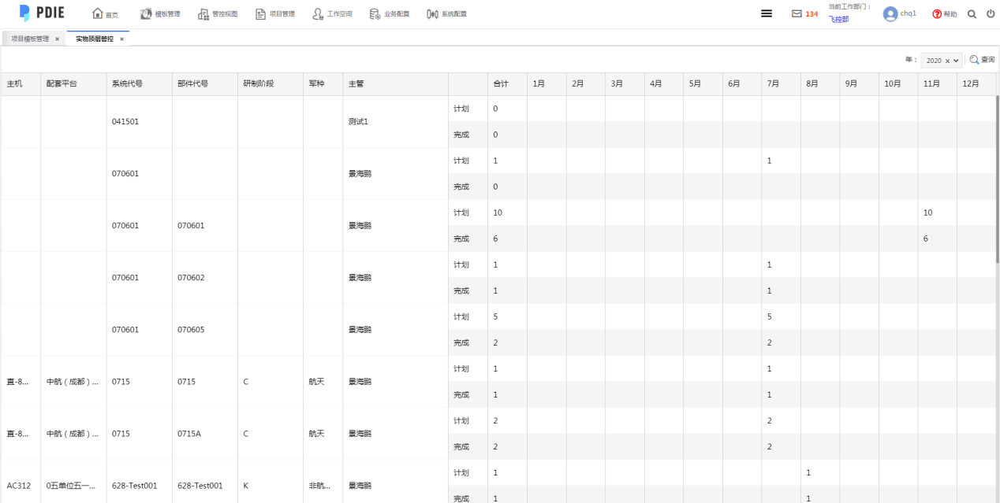 PDIE 首页 模板管理 管控视图 项目管理 工作空间 业务配置 系统配置 134 当前工作部门： chq1 帮助
飞控部
项目模板管理 × 实物顶层管控 ×
年： 2020 × 查询
主机 配套平台 系统代号 部件代号 研制阶段 军种 主管 合计 1月 2月 3月 4月 5月 6月 7月 8月 9月 10月 11月 12月
计划 0
041501 测试1
完成 0
计划 1 1
070601 景海鹏
完成 0
计划 10 10
070601 070601 景海鹏
完成 6 6
计划 1 1
070601 070602 景海鹏
完成 1 1
计划 5 5
070601 070605 景海鹏
完成 2 2
计划 1 1
直-8... 中航（成都）... 0715 0715 C 航天 景海鹏
完成 1 1
计划 2 2
直-8... 中航（成都）... 0715 0715A C 航天 景海鹏
完成 2 2
计划 1 1
AC312 0五单位五一... 628-Test001 628-Test001 K 非航... 景海鹏
完成 1 1